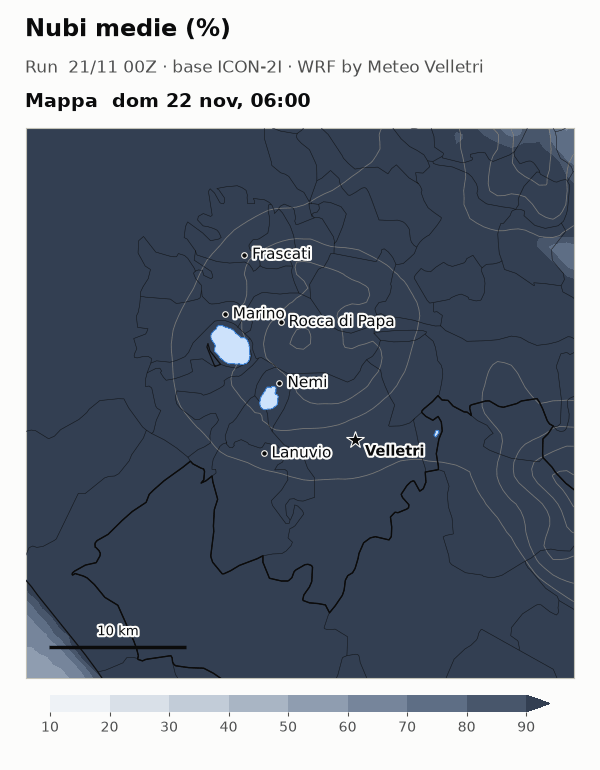 Nubi medie (%)
Run  21/11 00Z · base ICON-2I · WRF by Meteo Velletri
Mappa  dom 22 nov, 06:00
Frascati
Marino
Rocca di Papa
Nemi
Velletri
Lanuvio
10 km
10 20 30 40 50 60 70 80 90